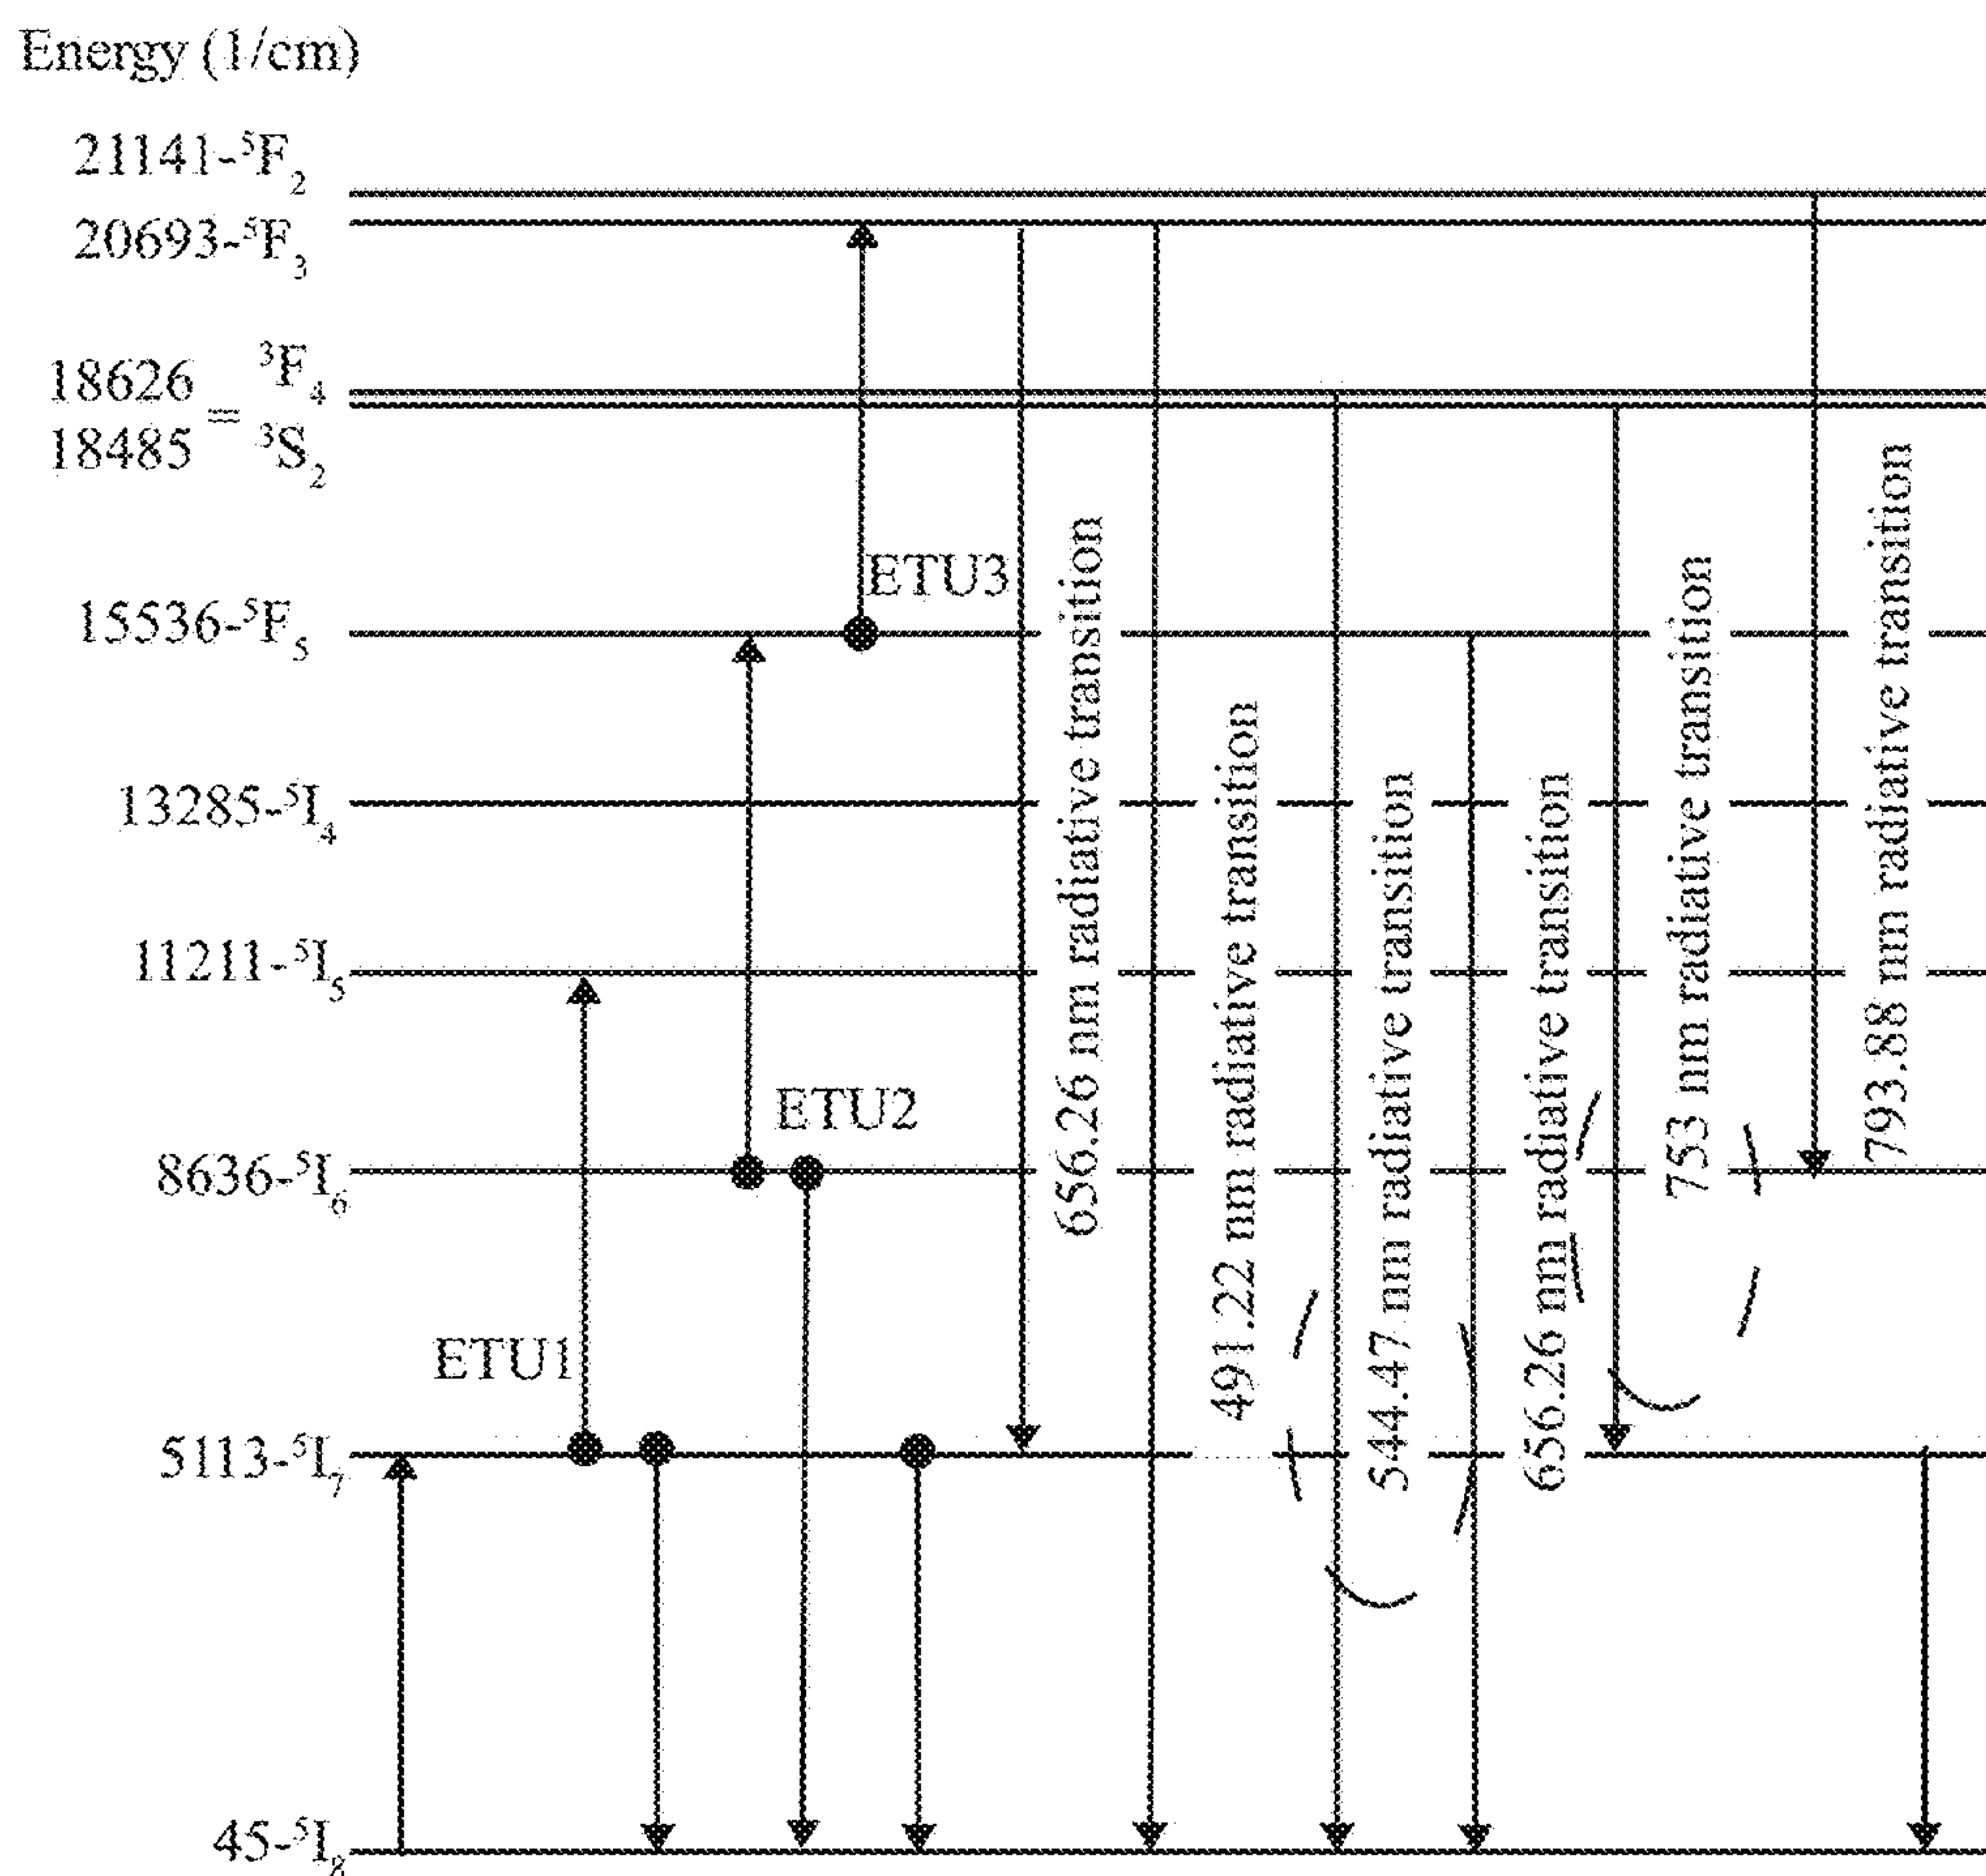 Energy (1/cm)
21141-⁵F₂
20693-⁵F₃
18626 = ³F₄
18485 ³S₂
15536-⁵F₅
13285-⁵I₄
11211-⁵I₅
8636-⁵I₆
5113-⁵I₇
45-⁵I₈
ETU1
ETU2
ETU3
656.26 nm radiative transition
491.22 nm radiative transition
544.47 nm radiative transition
656.26 nm radiative transition
753 nm radiative transition
793.88 nm radiative transition